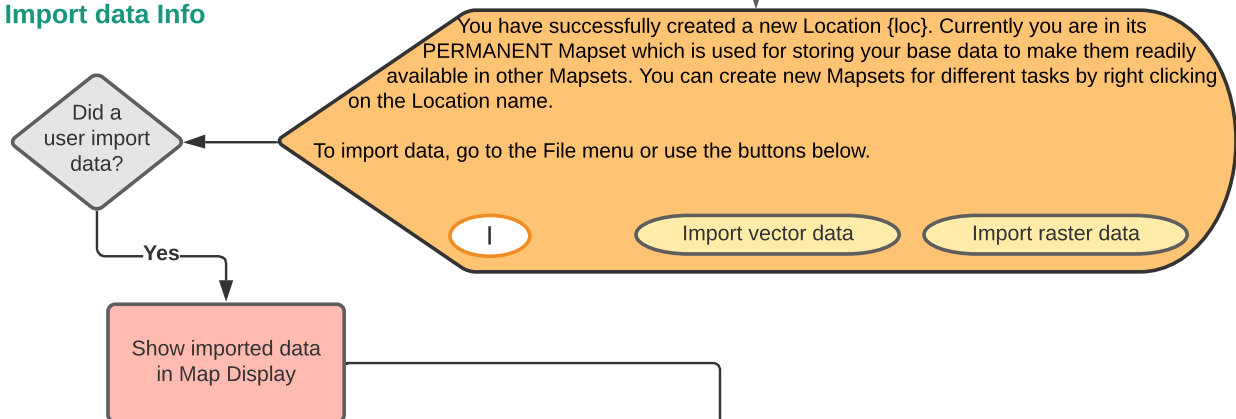 Import data Info
You have successfully created a new Location {loc}. Currently you are in its
PERMANENT Mapset which is used for storing your base data to make them readily
available in other Mapsets. You can create new Mapsets for different tasks by right clicking
on the Location name.
To import data, go to the File menu or use the buttons below.
I
Import vector data
Import raster data
Did a
user import
data?
Yes
Show imported data
in Map Display